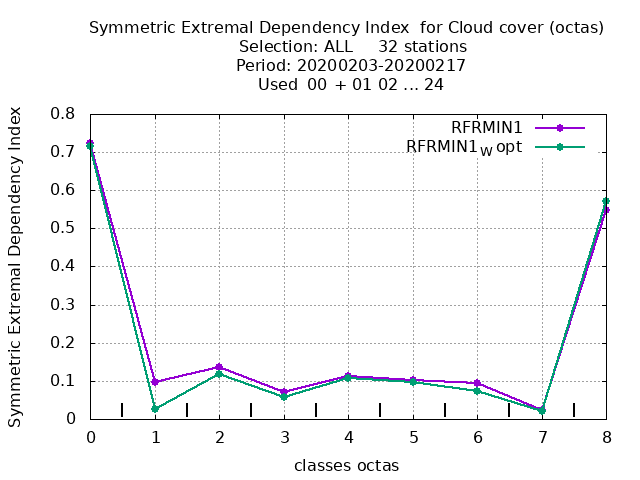 Symmetric Extremal Dependency Index  for Cloud cover (octas)
Selection: ALL     32 stations
Period: 20200203-20200217
Used  00  + 01 02 ... 24
Symmetric Extremal Dependency Index
RFRMIN1
RFRMIN1W opt
0.8
0.7
0.6
0.5
0.4
0.3
0.2
0.1
0
0 1 2 3 4 5 6 7 8
classes octas